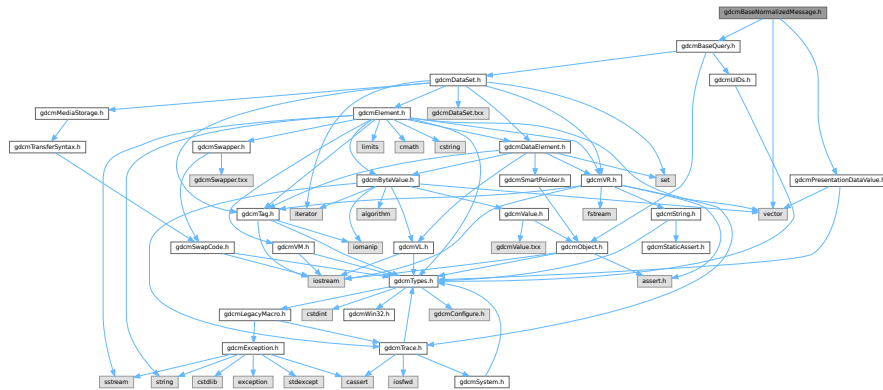 gdcmBaseNormalizedMessage.h
gdcmBaseQuery.h
gdcmDataSet.h
gdcmUIDs.h
gdcmMediaStorage.h
gdcmElement.h
gdcmDataSet.txx
gdcmTransferSyntax.h
gdcmSwapper.h
limits
cmath
cstring
gdcmDataElement.h
gdcmSwapper.txx
gdcmByteValue.h
gdcmSmartPointer.h
gdcmVR.h
set
gdcmPresentationDataValue.h
gdcmTag.h
iterator
algorithm
gdcmValue.h
fstream
gdcmString.h
vector
gdcmSwapCode.h
gdcmVM.h
iomanip
gdcmVL.h
gdcmValue.txx
gdcmObject.h
gdcmStaticAssert.h
iostream
gdcmTypes.h
assert.h
gdcmLegacyMacro.h
cstdint
gdcmWin32.h
gdcmConfigure.h
gdcmException.h
gdcmTrace.h
sstream
string
cstdlib
exception
stdexcept
cassert
iosfwd
gdcmSystem.h